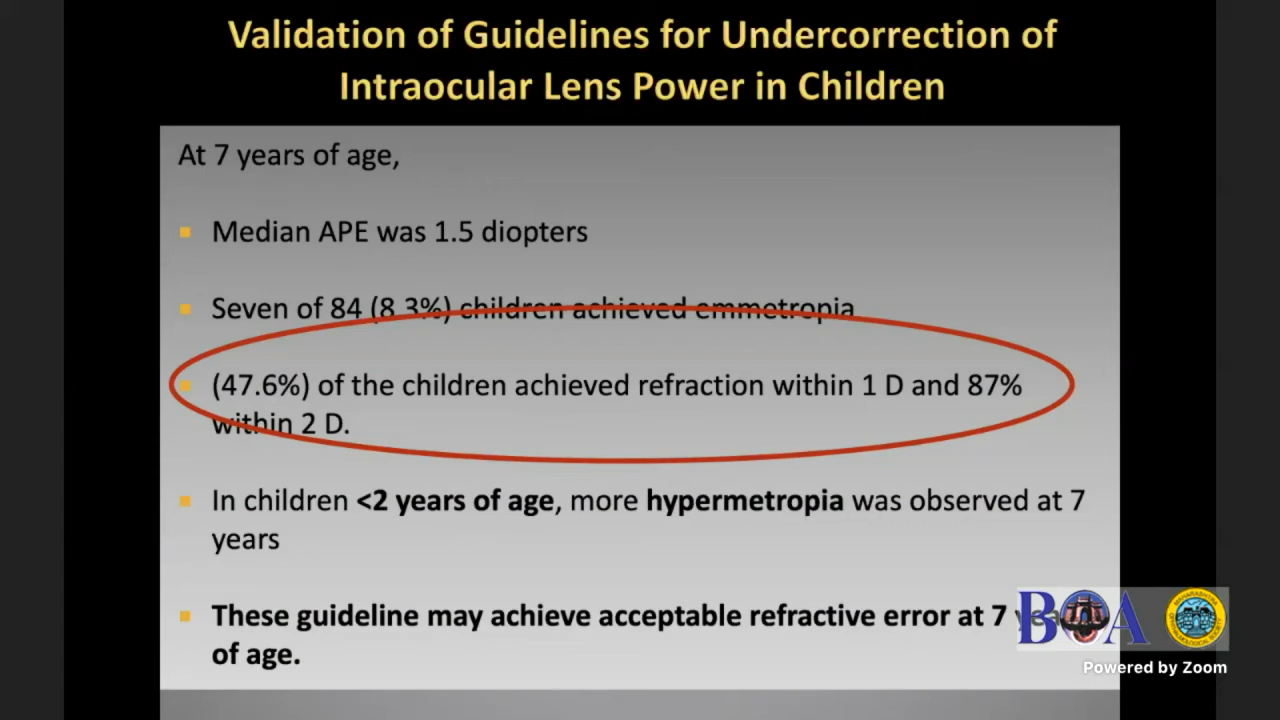 Validation of Guidelines for Undercorrection of
Intraocular Lens Power in Children
At 7 years of age,
Median APE was 1.5 diopters
Seven of 84 (8.3%) children achieved emmetropia.
(47.6%) of the children achieved refraction within 1 D and 87%
within 2 D.
In children <2 years of age, more hypermetropia was observed at 7
years
These guideline may achieve acceptable refractive error at 7
of age.
BOA
Powered by Zoom